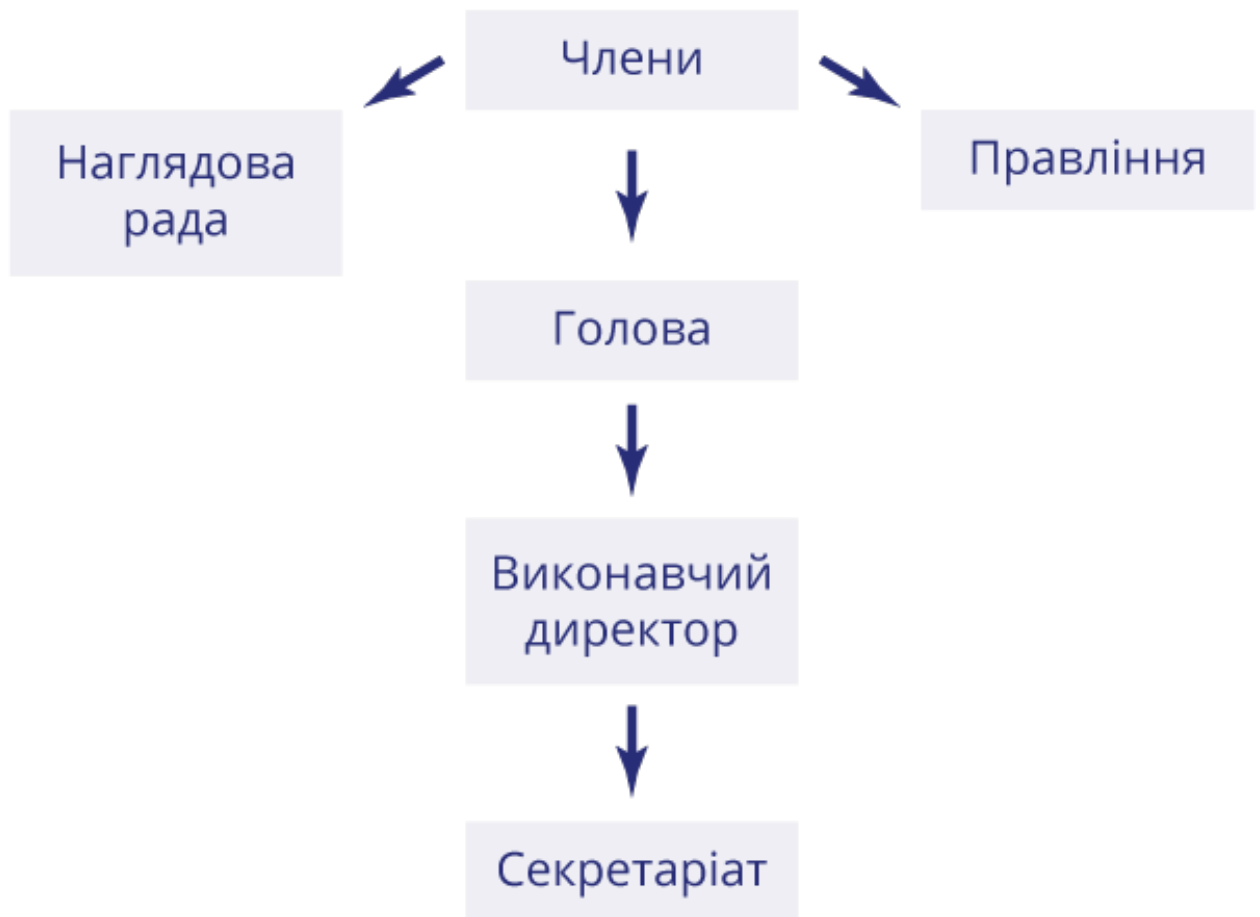 Члени
Наглядова
рада
Правління
Голова
Виконавчий
директор
Секретаріат